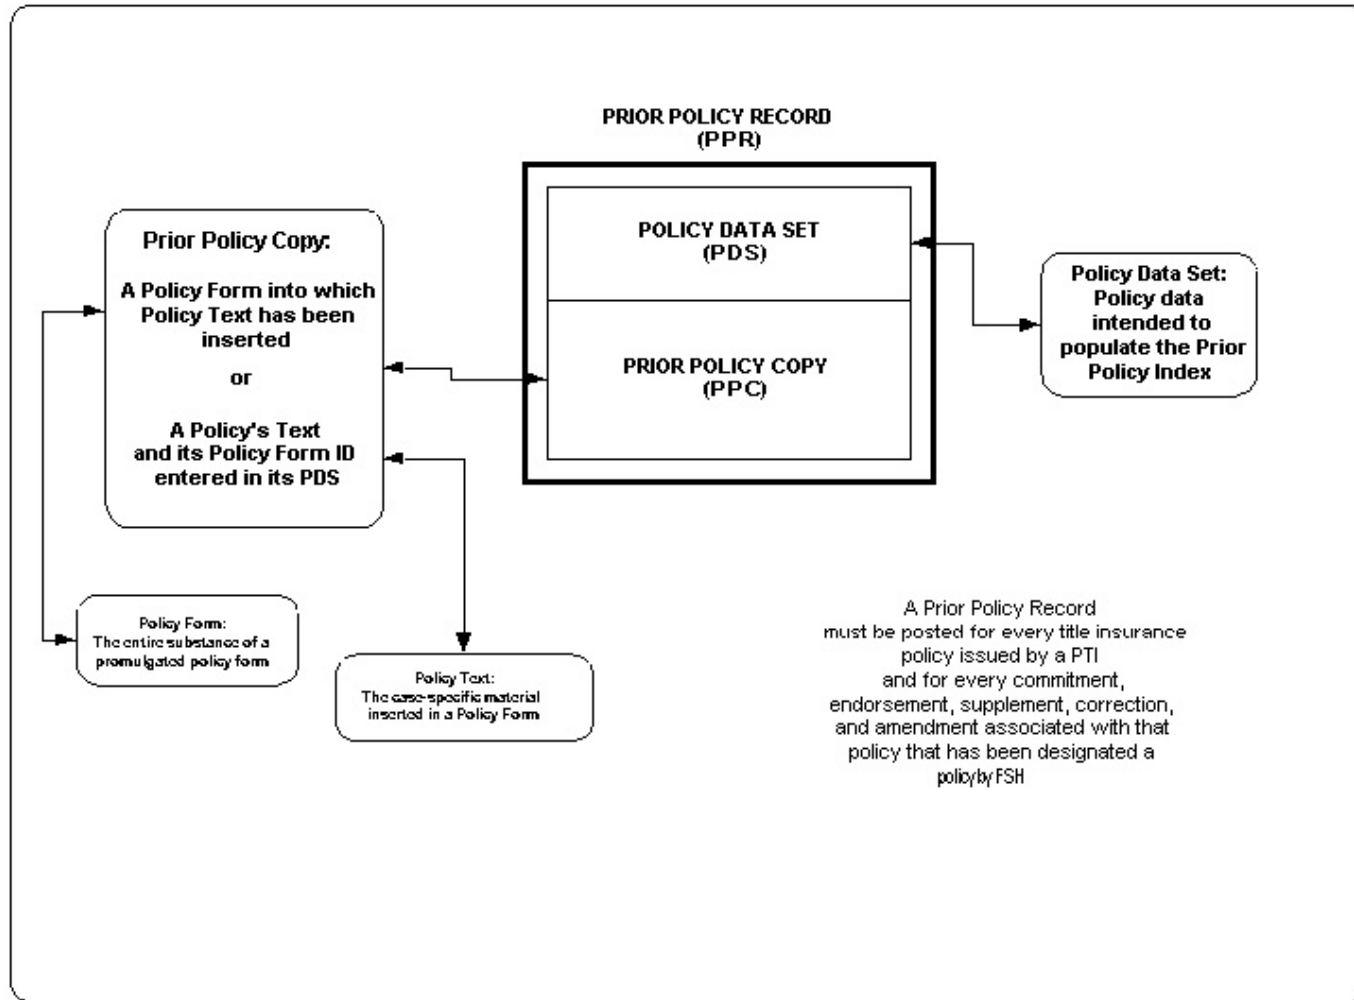 PRIOR POLICY RECORD
(PPR)
POLICY DATA SET
(PDS)
PRIOR POLICY COPY
(PPC)
Prior Policy Copy:
A Policy Form into which
Policy Text has been
inserted
or
A Policy's Text
and its Policy Form ID
entered in its PDS
Policy Data Set:
Policy data
intended to
populate the Prior
Policy Index
Policy Form:
The entire substance of a
promulgated policy form
Policy Text:
The case-specific material
inserted in a Policy Form
A Prior Policy Record
must be posted for every title insurance
policy issued by a PTI
and for every commitment,
endorsement, supplement, correction,
and amendment associated with that
policy that has been designated a
policy by FSH